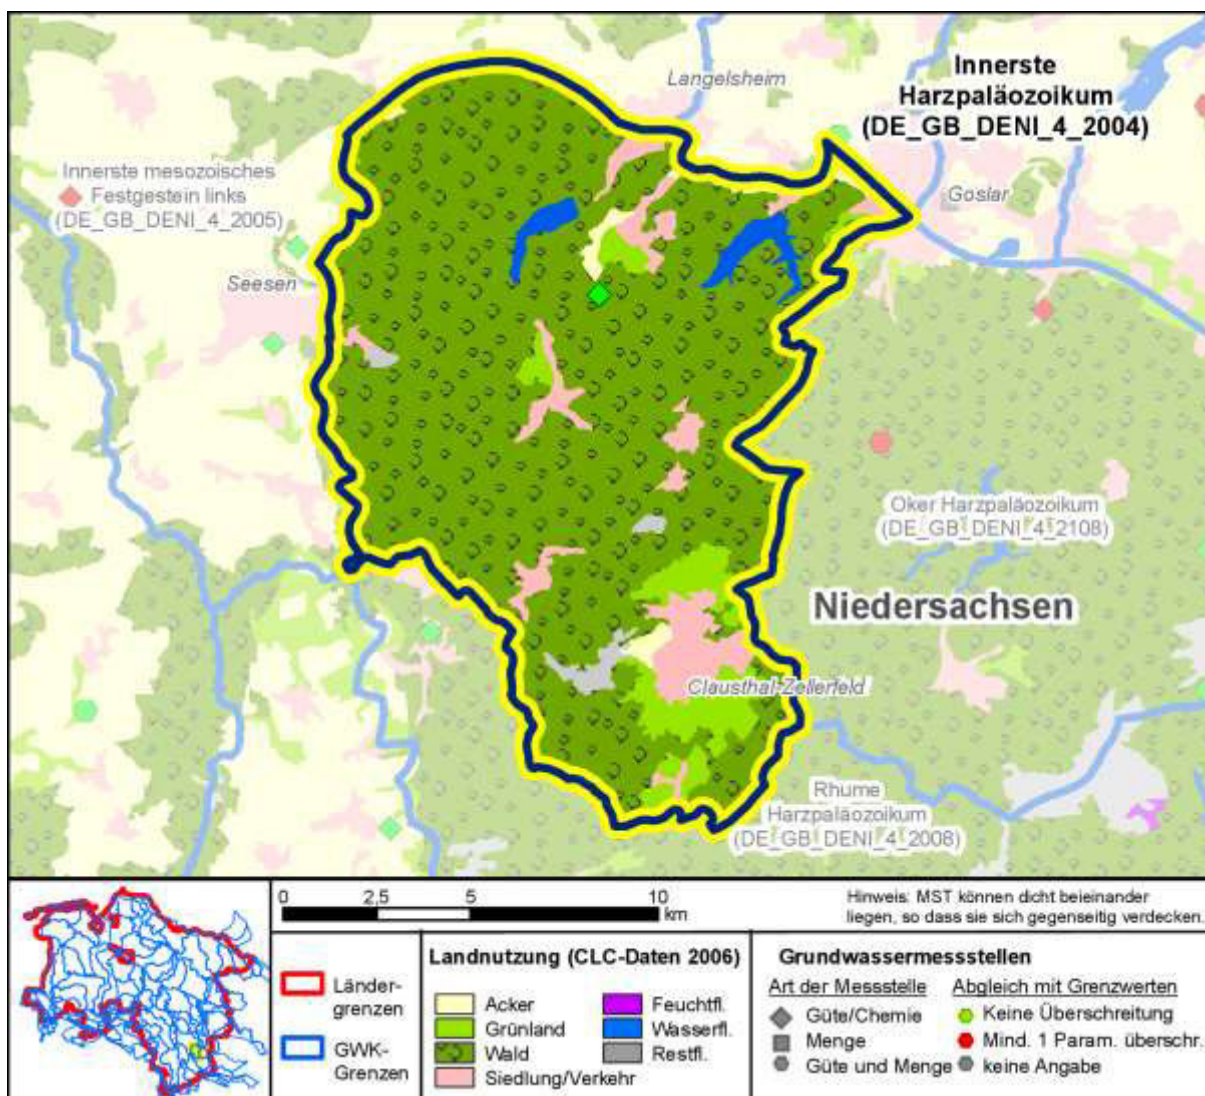 Innerste
Harzpaläozoikum
(DE_GB_DENI_4_2004)
Langelsheim
Innerste mesozoisches
Festgestein links
(DE_GB_DENI_4_2005)
Goslar
Seesen
Oker Harzpaläozoikum
(DE_GB_DENI_4_2108)
Niedersachsen
Clausthal-Zellerfeld
Rhume
Harzpaläozoikum
(DE_GB_DENI_4_2008)
0 2,5 5 10
km
Hinweis: MST können dicht beieinander
liegen, so dass sie sich gegenseitig verdecken.
Länder-
grenzen
GWK-
Grenzen
Landnutzung (CLC-Daten 2006)
Acker
Grünland
Wald
Siedlung/Verkehr
Feuchtfl.
Wasserfl.
Restfl.
Grundwassermessstellen
Art der Messstelle
Güte/Chemie
Menge
Güte und Menge
Abgleich mit Grenzwerten
Keine Überschreitung
Mind. 1 Param. überschr.
keine Angabe